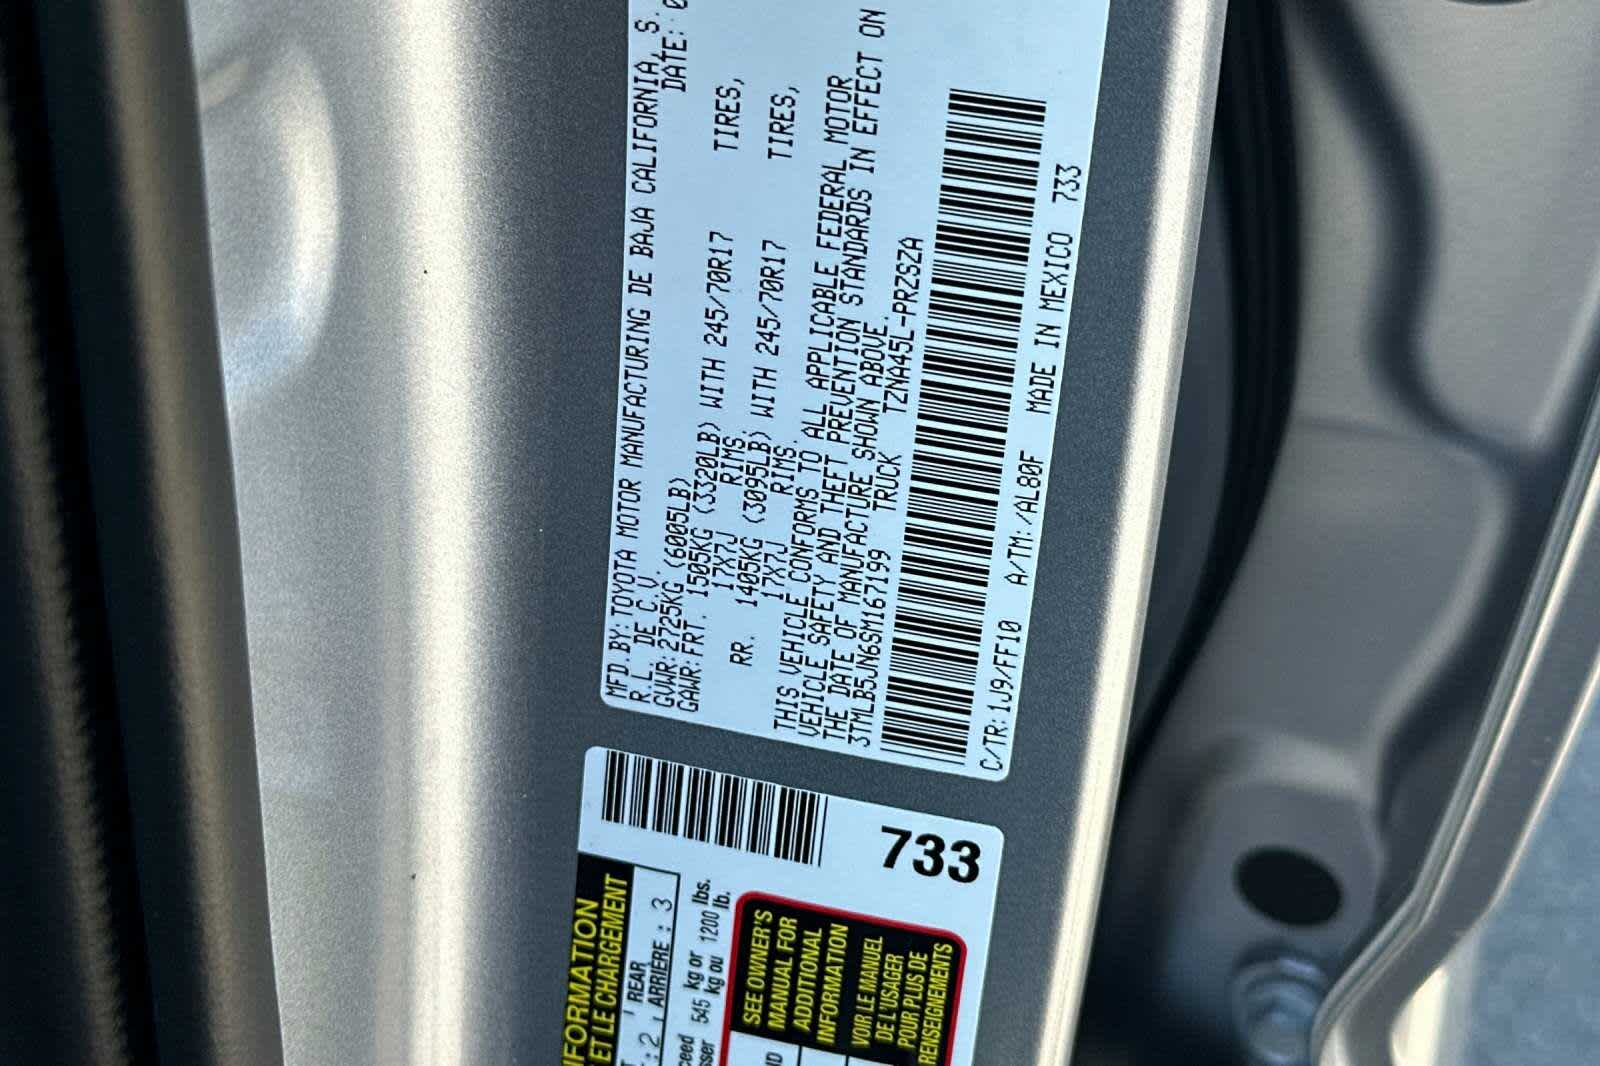 MFD.BY:TOYOTA MOTOR MANUFACTURING DE BAJA CALIFORNIA, S.
R.L. DE C.V. DATE:
GVWR:2725KG (6005LB)
GAWR:FRT. 1505KG (3320LB) WITH 245/70R17 TIRES,
17X7J RIMS.
RR. 1405KG (3095LB) WITH 245/70R17 TIRES,
17X7J RIMS.
THIS VEHICLE CONFORMS TO ALL APPLICABLE FEDERAL MOTOR
VEHICLE SAFETY AND THEFT PREVENTION STANDARDS IN EFFECT ON
THE DATE OF MANUFACTURE SHOWN ABOVE.
3TMLB5JN6SM167199 TRUCK TZNA45L-PRZSZA
C/TR:1J9/FF10 A/TM:/AL80F MADE IN MEXICO 733
733
ET LE CHARGEMENT
2 REAR
ARRIÈRE : 3
545 kg or 1200 lbs.
kg ou lb.
SEE OWNER'S
MANUAL FOR
ADDITIONAL
INFORMATION
VOIR LE MANUEL
DE L'USAGER
POUR PLUS DE
RENSEIGNEMENTS